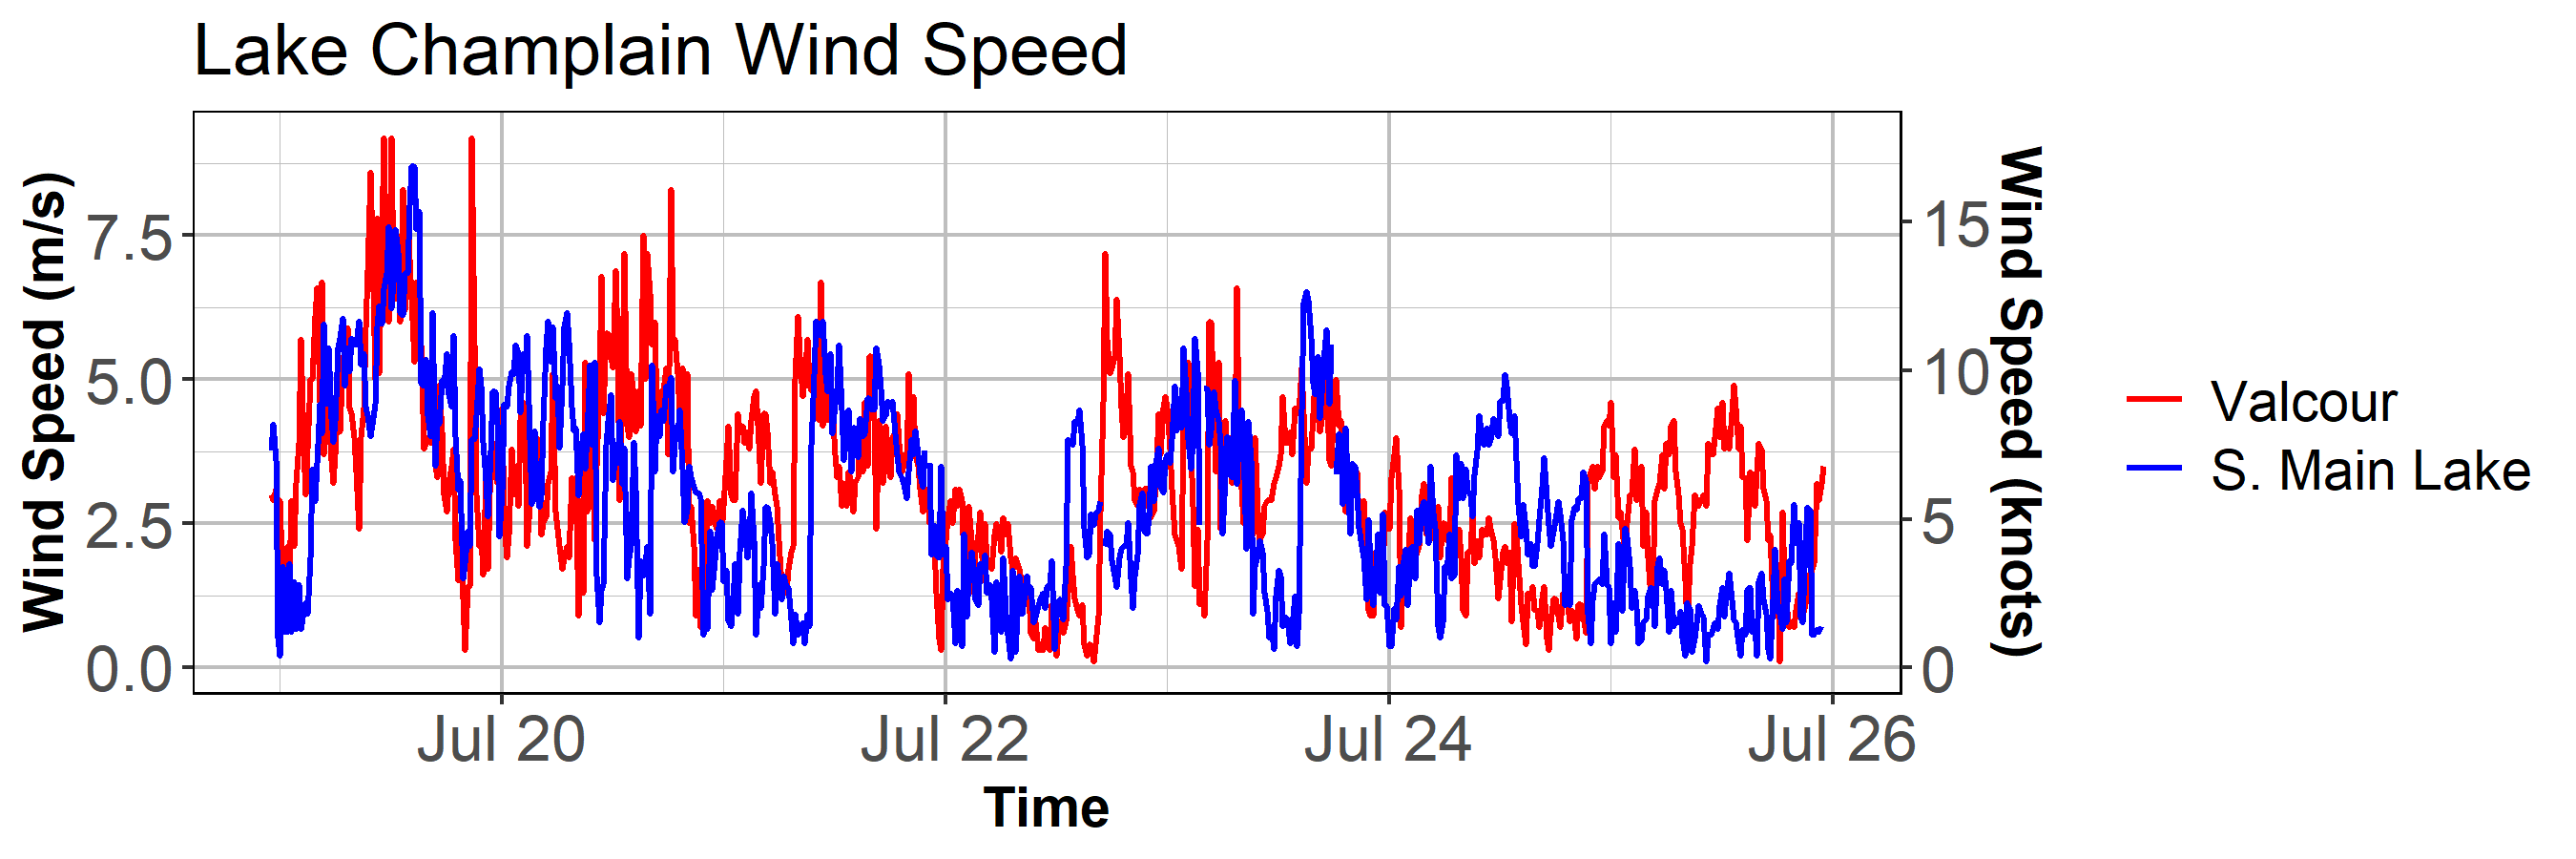 Lake Champlain Wind Speed
Wind Speed (m/s)
7.5
5.0
2.5
0.0
15
10
5
0
Wind Speed (knots)
Jul 20
Jul 22
Jul 24
Jul 26
Time
Valcour
S. Main Lake